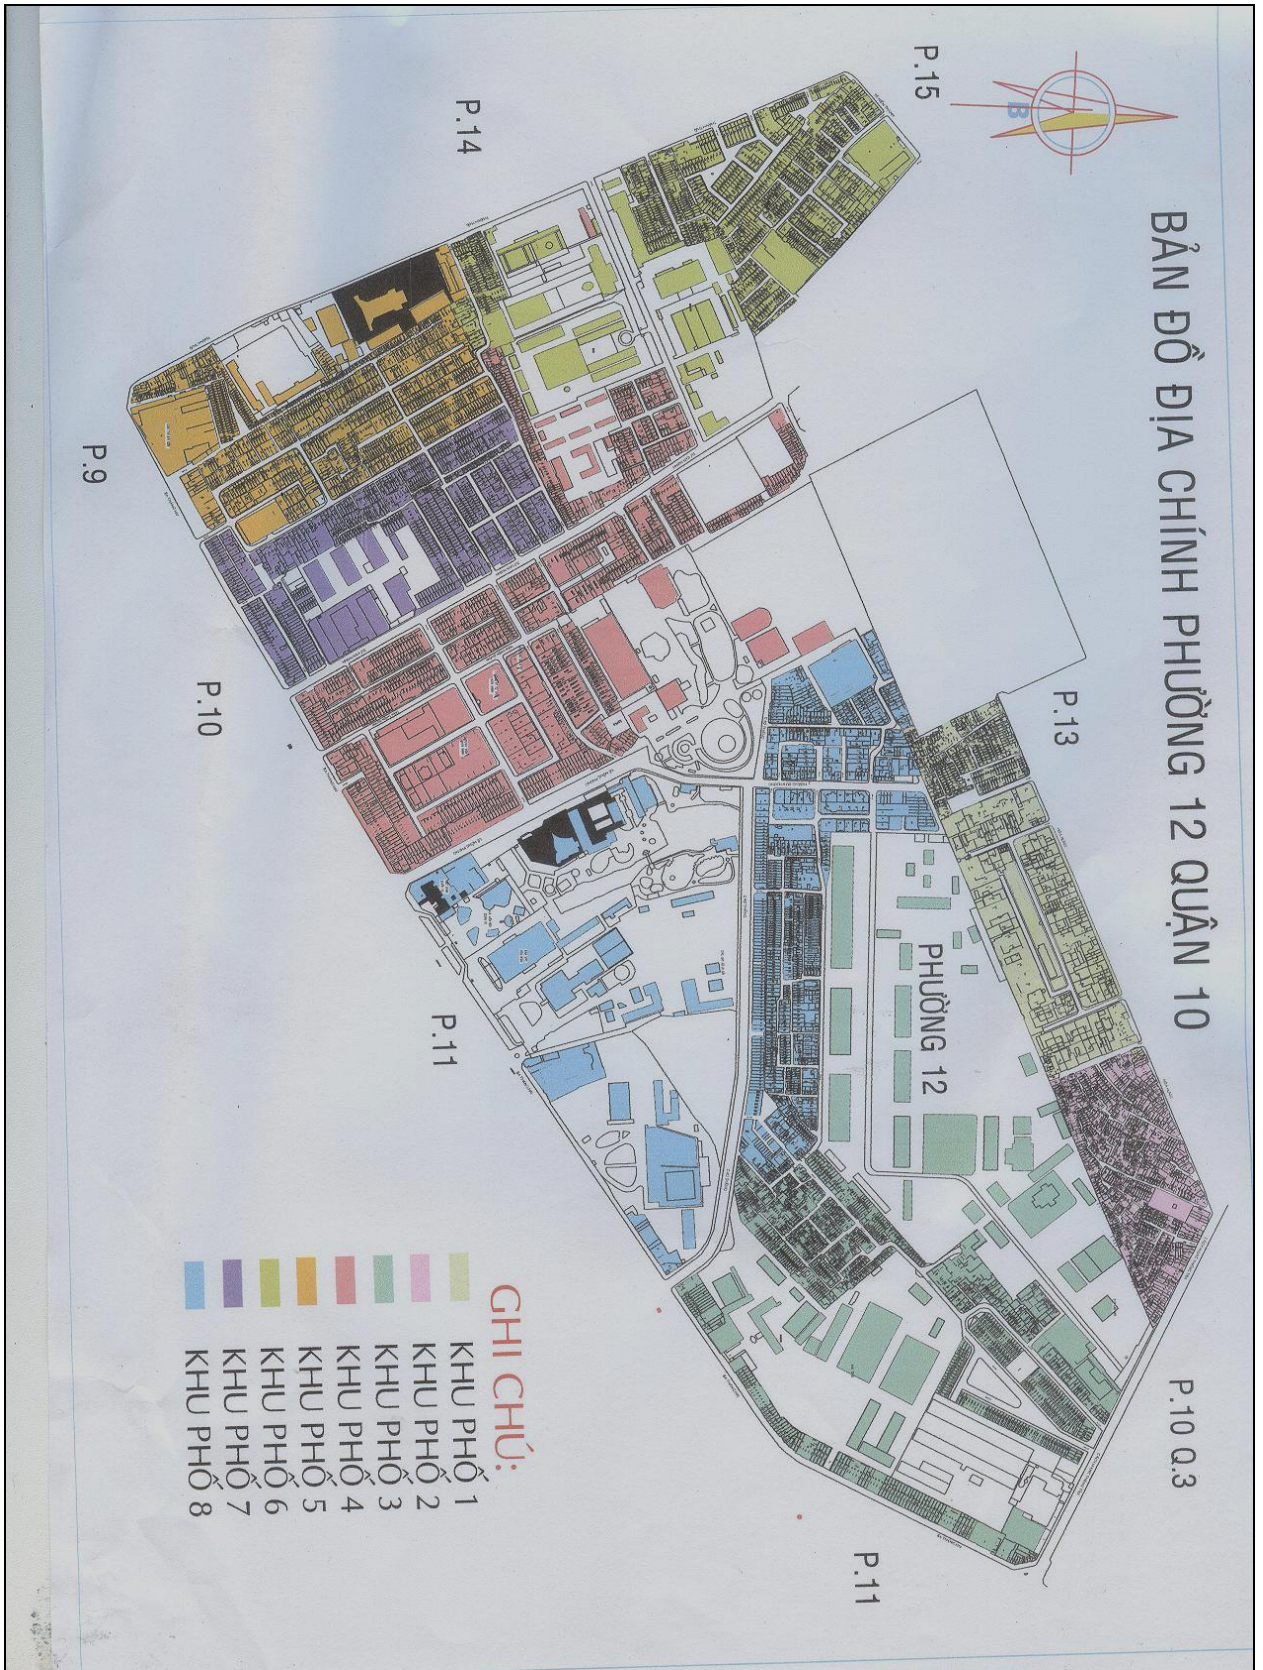 BẢN ĐỒ ĐỊA CHÍNH PHƯỜNG 12 QUẬN 10
B
P.15
P.14
P.13
P.10 Q.3
PHƯỜNG 12
P.9
P.10
P.11
P.11
GHI CHÚ:
KHU PHỐ 1
KHU PHỐ 2
KHU PHỐ 3
KHU PHỐ 4
KHU PHỐ 5
KHU PHỐ 6
KHU PHỐ 7
KHU PHỐ 8